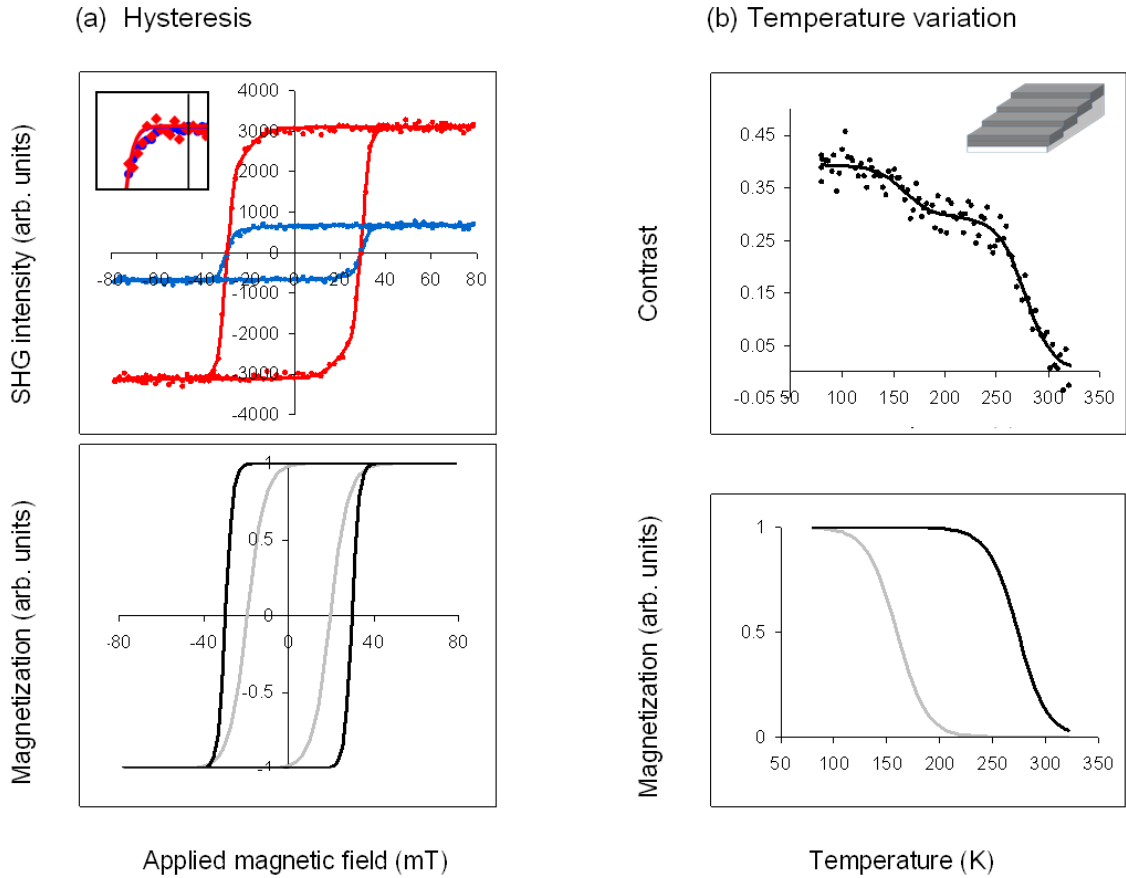 (a) Hysteresis
(b) Temperature variation
SHG intensity (arb. units)
4000
3000
2000
1000
0
-1000
-2000
-3000
-4000
-80 -60 -40 -20 0 20 40 60 80
Contrast
0.45
0.35
0.25
0.15
0.05
-0.05
50 100 150 200 250 300 350
Magnetization (arb. units)
1
0.5
0
-0.5
-1
-80 -40 0 40 80
Magnetization (arb. units)
1
0.5
0
50 100 150 200 250 300 350
Applied magnetic field (mT)
Temperature (K)